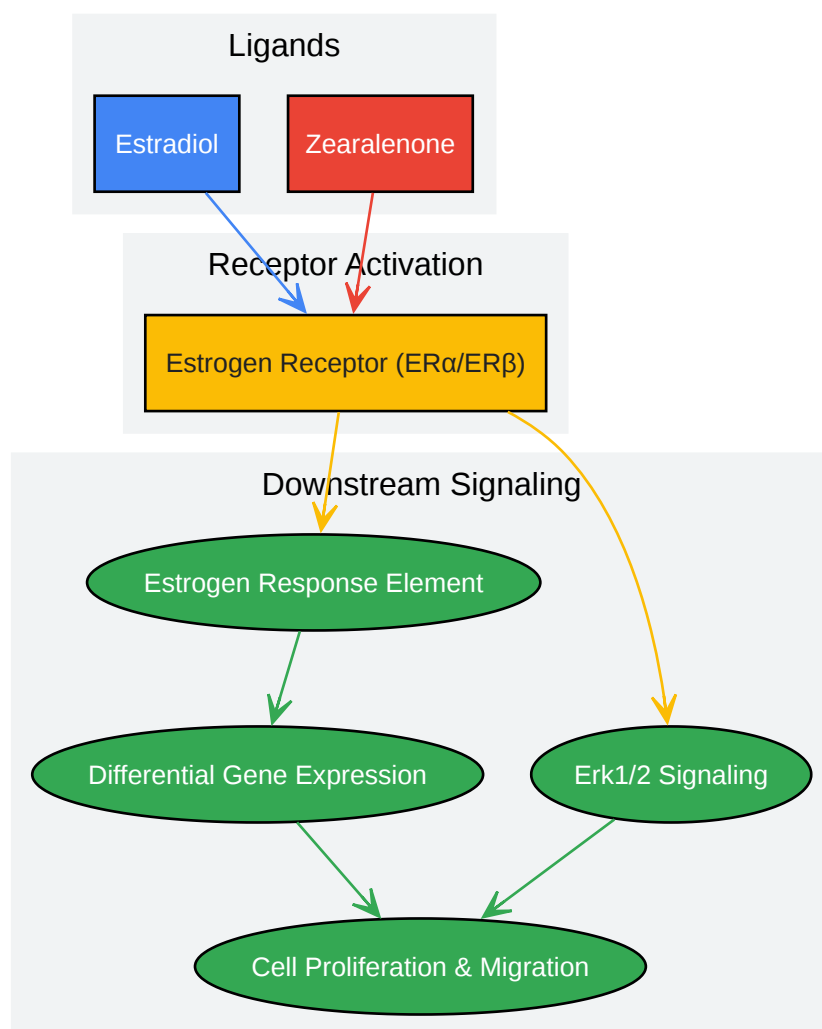 Ligands
Estradiol
Zearalenone
Receptor Activation
Estrogen Receptor (ERα/ERβ)
Downstream Signaling
Estrogen Response Element
Differential Gene Expression
Erk1/2 Signaling
Cell Proliferation & Migration